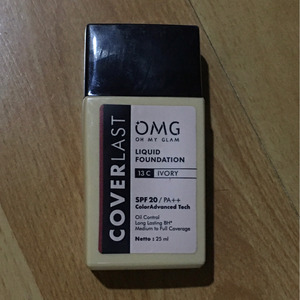 COVERLAST
OMG
OH MY GLAM
LIQUID
FOUNDATION
13 C IVORY
SPF 20 / PA++
ColorAdvanced Tech
Oil Control
Long Lasting 8H*
Medium to Full Coverage
Netto : 25 ml